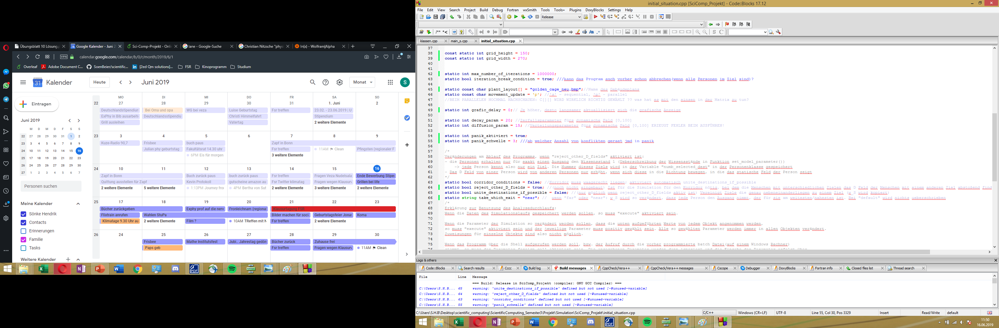 Übungsblatt 10 Lösung.
Google Kalender - Juni 2
Sci-Comp-Projekt - Onli
lane - Google-Suche
Christian Nitzsche "phys
ln(x) - Wolfram|Alpha
VPN
calendar.google.com/calendar/b/0/r/month/2019/6/1
Overleaf
Adobe Document C...
SoenBeier/scientific...
[2ed Qm solutions]...
FSR
Kinoprogramm
Studium
31 Kalender
Heute
Juni 2019
Monat
S
Eintragen
Juni 2019
M D M D F S S
22 27 28 29 30 31 1 2
23 3 4 5 6 7 8 9
24 10 11 12 13 14 15 16
25 17 18 19 20 21 22 23
26 24 25 26 27 28 29 30
27 1 2 3 4 5 6 7
Personen suchen
Meine Kalender
Sönke Hendrik
Contacts
Erinnerungen
Familie
Tasks
Weitere Kalender
MO DI MI DO FR SA SO
22 27 28 29 30 31 1. Juni 2
Deutschlandstipendium Bei Oma und opa WG bei veza Luise Geburtstag Fsr treffen 23.02. - 23.06.2019 | U
ExPhy in Bib ausarbeite Deutschlandsstipendiu Christi Himmelfahrt Stipendium
Grill ausleihen Vatertag 2 weitere Elemente
23 3 4 5 6 7 8 9
Kuze-Radio 90,7 Frisbee buch paus Zapf in Bonn
Julian phy geburtstag Fakultätsrat 14.30 uhr Fsr treffen 11AM Clean Pfingsten (regionaler F
6PM Eis für morgen 3 weitere Elemente
24 10 11 12 13 14 15 16
Zapf in Bonn Buch zurück paus buch zurück paus Fsr treffen Fragen Veza Nudelsala Ende Bewerbung Stipen
Quittung ausstellen für Zapf Kevin Protokoll gutscheine amazon au Fsr Twitter klimatag Fragen wegen Klausurv Grillen bei life
2 weitere Elemente 5 weitere Elemente 1:13PM Journey fro 4PM Bertha von Sut 2 weitere Elemente 3 weitere Elemente 2 weitere Elemente
25 17 18 19 20 21 22 23
Bücher zurückgeben Exphy prof auf die nerv Fronleichnam (regional Klausurtagung FSR
Flixtrain anrufen Wahlen StuPa Bilder machen für soci Geburtstagsfeier Jonas Koma
Klimatage 9.30 Uhr au 2 weitere Elemente Film ? 10AM TReffen mit N Fsr treffen 2 weitere Elemente
26 24 25 26 27 28 29 30
Frisbee Mathe Institutsfest Jubi.. Jahrestag gedön Bücher zurück Zuhause frei
Paps geb Fsr treffen Fragen wegen Klausurv 11AM Clean
initial_situation.cpp [SciComp_Projekt] - Code::Blocks 17.12
File Edit View Search Project Build Debug Fortran wxSmith Tools Tools+ Plugins DoxyBlocks Settings Help
Release
klassen.cpp main_s.cpp initial_situation.cpp
37
38 const static int grid_height = 150;
39 const static int grid_width = 270;
40
41
42 static int max_number_of_iterations = 1000000;
43 static bool iteration_break_condition = true; ///kann das Program auch vorher schon abbrechen(wenn alle Personen im Ziel sind)?
44
45 static const char plant_layout[] = "golden_cage_neu.bmp";//Name des Gebäudeplans
46 static const char movement_update = 'p'; //'s' - sequential, 'p' - parallel
47 //BEIM PARALLELEN NOCHMAL NACHSCHAUEN: C[][] WIRD WIRKLICH RICHTIG GEWÄHLT ?? was hat es mit den einsen in der Matrix zu tun?
48
49 static int grafic_delay = 0;// Je höher, desto langsamer aktuallisiert sich die grafische Anzeige
50
51 static int decay_param = 20; //Zerfallsparameter fürs dynamische Feld [0,100]
52 static int diffusion_param = 15; //Verteilungsparameter fürs dynamische Feld [0,100] ERZEUGT FEHLER BEIM AUSFÜHREN!
53
54 static int panik_aktiviert = true;
55 static int panik_schwelle = 3; ///ab welcher Anzahl von konflikten geraet jmd in panik
56
57 /*
58 Veränderungen am Ablauf des Programms, wenn "reject_other_D_fields" aktiviert ist:
59 - die Personen erhalten nur für exakt einen Ausgang den Wissensstand 1 (Ueberschreibung der Wissensstände in Funktion set_model_parameter())
60 -> jede Person kennt also nur ein Ziel. Die Nummer dieses Ziels wird in der Variable "numb_selected_dest" in der Personenklasse gespeichert
61 - Das D Feld von einer Person wird von anderen Personen nur erhöht, wenn sich diese in die Richtung bewegen, in die das statische Feld der Person zeigt
62 */
63 static bool corridor_conditions = false; //Korridor muss waagerecht liegen; aktiviert automatisch unite_destinations_if_possible
64 static bool reject_other_D_fields = true; //(noch nicht eingebaut) Ist für die Simulation für den Korridor nötig, bei dem die Menschen mit unterschiedlichen Zielen das D Feld der Menschen mit einem anderen Ziel abstoßend find
65 static bool unite_destinations_if_possible = false; //(nur möglich wenn reject_other_D_fields aktiv ist) Vereinigt Ziele die genau nebeneinanderliegen zu einem Ziel (w_S wird kopiert)
66 static string take_which_exit = "near"; // wenn "far" oder "near": w_S wird so verändert, dass jede Person den Ausgang nimmt, der für sie am weitesten/nahesten ist. Bei "default" wird nichts ueberschrieben
67 /*
68 Erklärung zur Benutzung des Analysedurchlaufs:
69 Wenn die Daten des Simulationslaufs gespeichert werden sollen, so muss "execute" aktiviert sein.
70
71 Wenn die Parameter der Simulation so verändert werden sollen, dass die unten aufgeführten Werte von jedem Objekt angenommen werden,
72 so muss "execute" aktiviert sein und der jeweilige Parameter muss positiv gewählt sein. Alle so gewählten Parameter werden immer in allen Objekten verändert.
73 Zuweisungen für einzelne Objekte sind also nicht möglich.
74
75 Wenn das Programm über die Shell aufgerufen werden soll, bzw. der Aufruf durch die vorher programmierte batch Datei(auf einem Windows Rechner)
Logs & others
Code::Blocks Search results Cccc Build log Build messages CppCheck/Vera++ CppCheck/Vera++ messages Cscope Debugger DoxyBlocks Fortran info Closed files list Thread search
File Line Message
=== Build: Release in SciComp_Projekt (compiler: GNU GCC Compiler) ===
C:\Users\S.H.B... 65 warning: 'unite_destinations_if_possible' defined but not used [-Wunused-variable]
C:\Users\S.H.B... 64 warning: 'reject_other_D_fields' defined but not used [-Wunused-variable]
C:\Users\S.H.B... 63 warning: 'corridor_conditions' defined but not used [-Wunused-variable]
C:\Users\S.H.B... 55 warning: 'panik_schwelle' defined but not used [-Wunused-variable]
C:\Users\S.H.B\Desktop\scientific_computing\ScientificComputing_Semester3\Projekt\Simulation\SciComp_Projekt\initial_situation.cpp C/C++ Windows (CR+LF) UTF-8 Line 55, Col 30, Pos 3329 Insert Read/Write default
11:50
16.06.2019